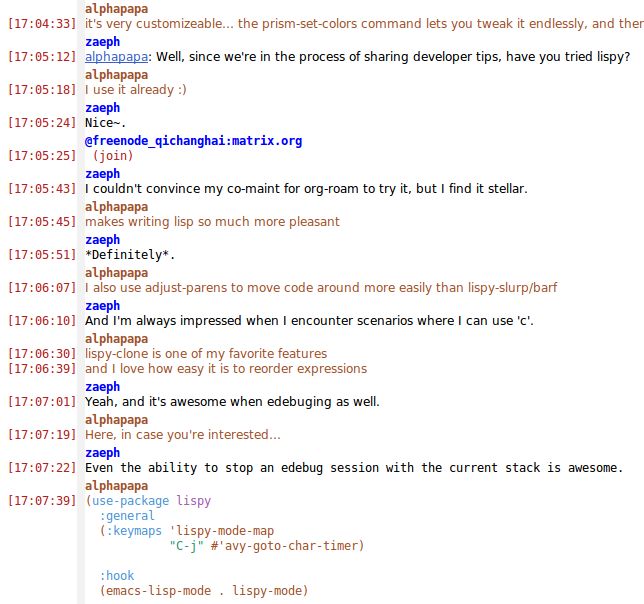 alphapapa
[17:04:33] it's very customizeable... the prism-set-colors command lets you tweak it endlessly, and ther
zaeph
[17:05:12] alphapapa: Well, since we're in the process of sharing developer tips, have you tried lispy?
alphapapa
[17:05:18] I use it already :)
zaeph
[17:05:24] Nice~.
@freenode_qichanghai:matrix.org
[17:05:25] (join)
zaeph
[17:05:43] I couldn't convince my co-maint for org-roam to try it, but I find it stellar.
alphapapa
[17:05:45] makes writing lisp so much more pleasant
zaeph
[17:05:51] *Definitely*.
alphapapa
[17:06:07] I also use adjust-parens to move code around more easily than lispy-slurp/barf
zaeph
[17:06:10] And I'm always impressed when I encounter scenarios where I can use 'c'.
alphapapa
[17:06:30] lispy-clone is one of my favorite features
[17:06:39] and I love how easy it is to reorder expressions
zaeph
[17:07:01] Yeah, and it's awesome when edebuging as well.
alphapapa
[17:07:19] Here, in case you're interested...
zaeph
[17:07:22] Even the ability to stop an edebug session with the current stack is awesome.
alphapapa
[17:07:39] (use-package lispy
:general
(:keymaps 'lispy-mode-map
"C-j" #'avy-goto-char-timer)
:hook
(emacs-lisp-mode . lispy-mode)